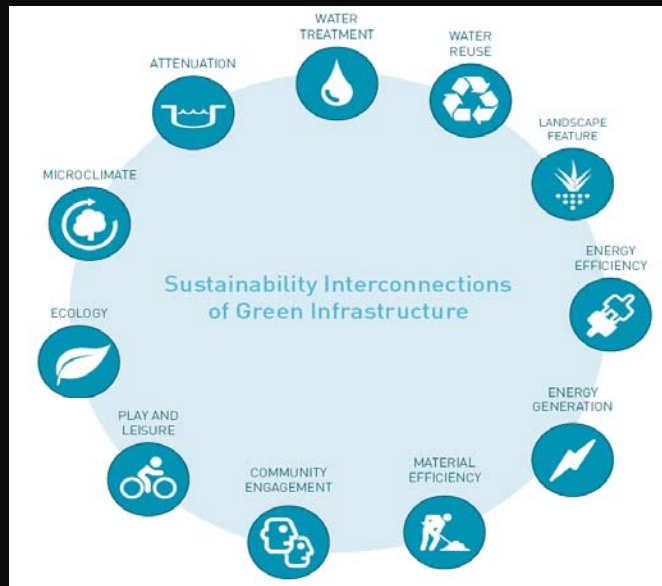 WATER
TREATMENT
WATER
REUSE
ATTENUATION
LANDSCAPE
FEATURE
MICROCLIMATE
ENERGY
EFFICIENCY
Sustainability Interconnections
of Green Infrastructure
ECOLOGY
ENERGY
GENERATION
PLAY AND
LEISURE
COMMUNITY
ENGAGEMENT
MATERIAL
EFFICIENCY